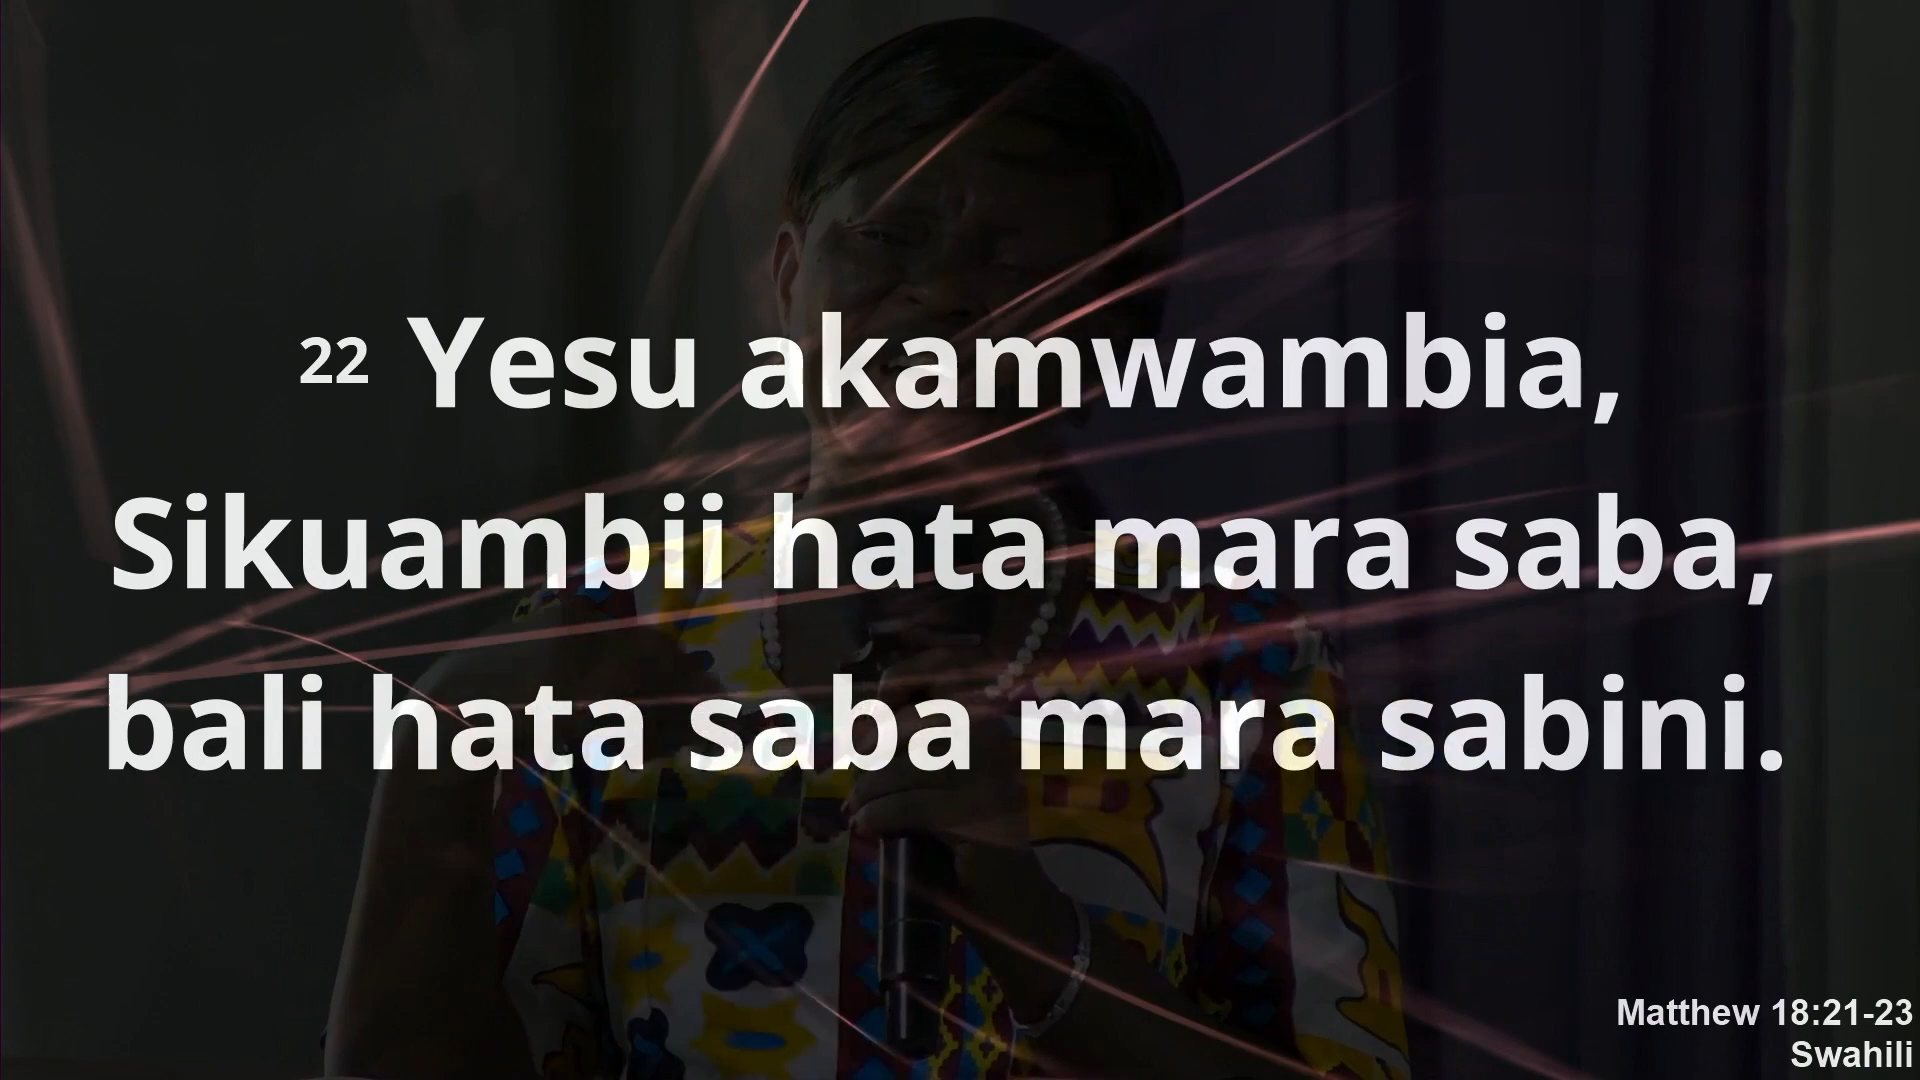 22 Yesu akamwambia,
Sikuambii hata mara saba,
bali hata saba mara sabini.
Matthew 18:21-23
Swahili